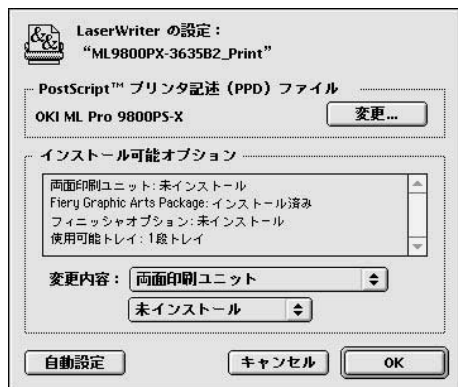 LaserWriter の設定：
“ML9800PX-3635B2_Print”
PostScript™ プリンタ記述（PPD）ファイル
OKI ML Pro 9800PS-X
変更...
インストール可能オプション
両面印刷ユニット：未インストール
Fiery Graphic Arts Package：インストール済み
フィニッシャオプション：未インストール
使用可能トレイ：1段トレイ
変更内容： 両面印刷ユニット
未インストール
自動設定 キャンセル OK